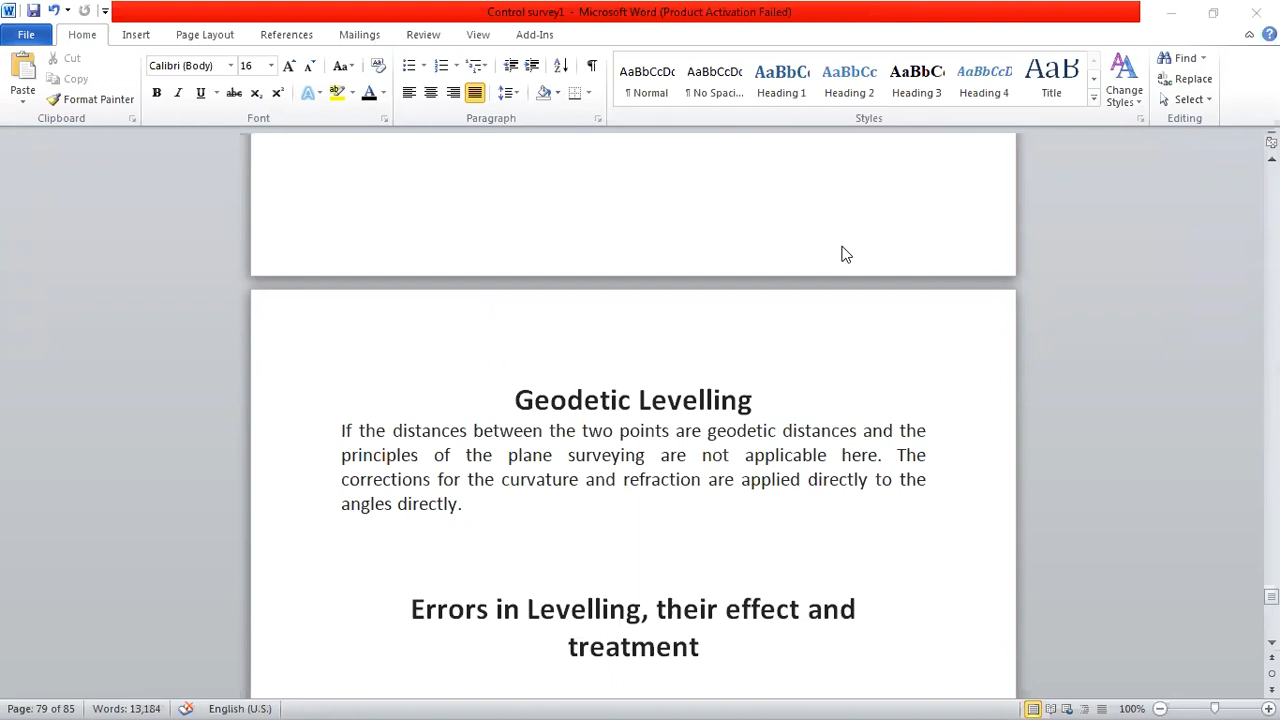 Control survey1 - Microsoft Word (Product Activation Failed)
File Home Insert Page Layout References Mailings Review View Add-Ins
Paste
Cut
Copy
Format Painter
Clipboard
Calibri (Body) 16
Font
Paragraph
AaBbCcDc AaBbCcDc AaBbC AaBbCc AaBbCc AaBbCcDc AaB
¶ Normal ¶ No Spaci... Heading 1 Heading 2 Heading 3 Heading 4 Title
Change Styles
Styles
Find
Replace
Select
Editing
Geodetic Levelling
If the distances between the two points are geodetic distances and the
principles of the plane surveying are not applicable here. The
corrections for the curvature and refraction are applied directly to the
angles directly.
Errors in Levelling, their effect and
treatment
Page: 79 of 85 Words: 13,184 English (U.S.) 100%